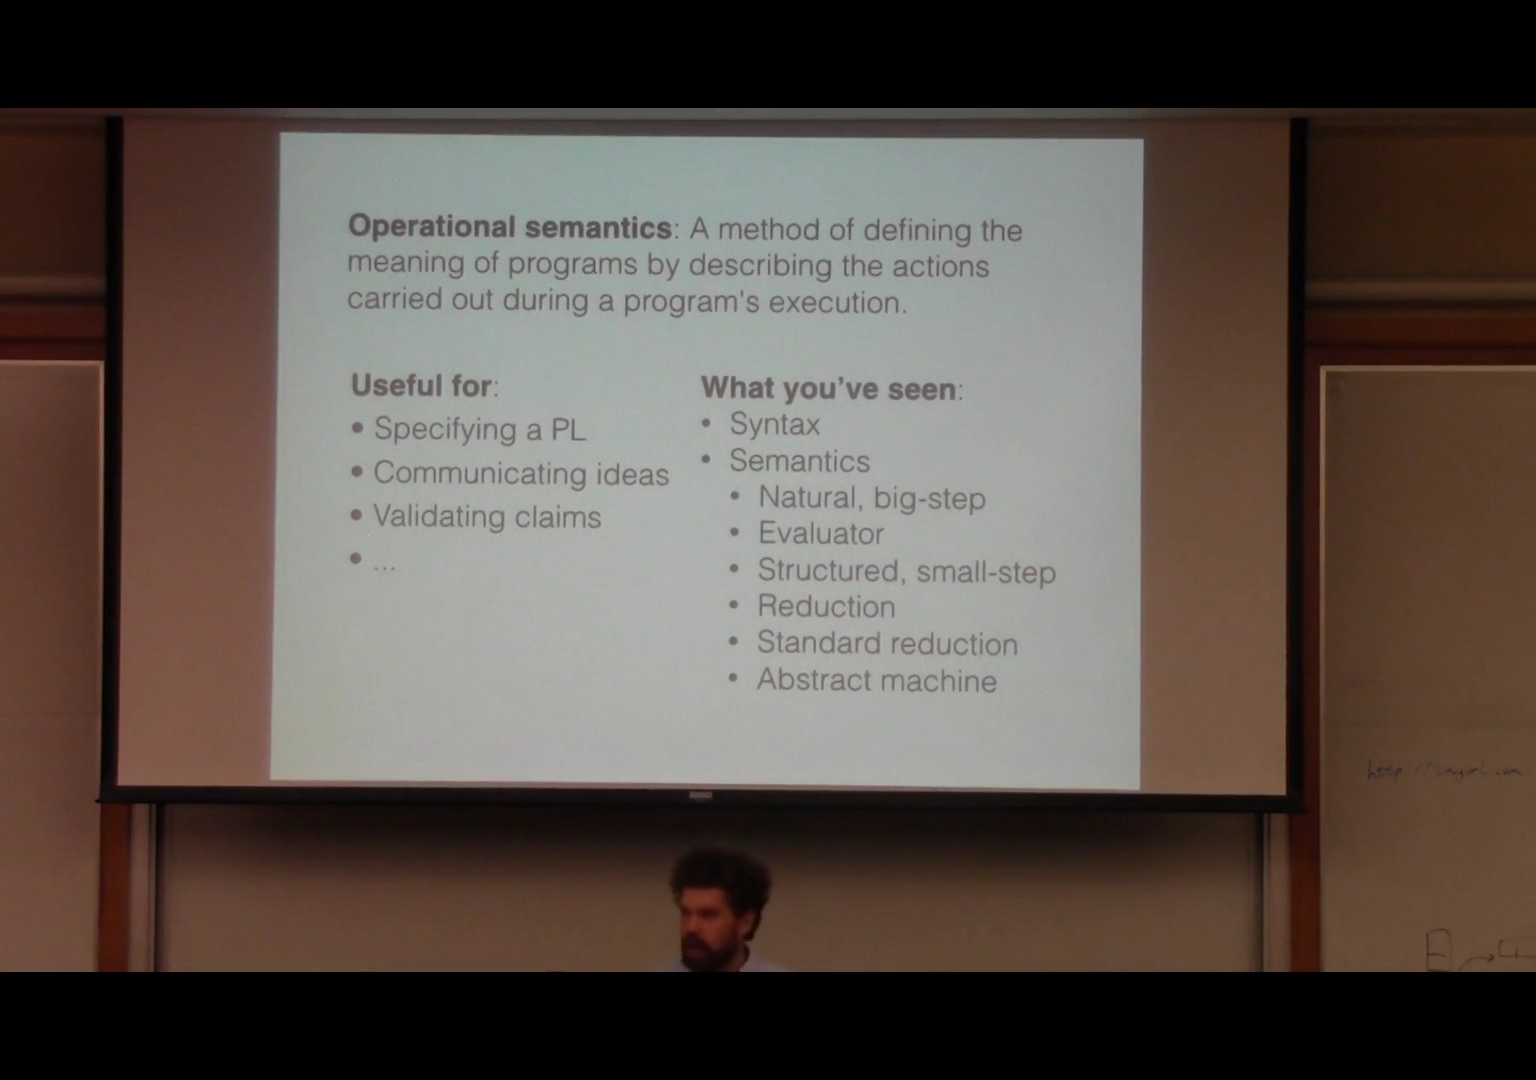 Operational semantics: A method of defining the
meaning of programs by describing the actions
carried out during a program's execution.
Useful for:
• Specifying a PL
• Communicating ideas
• Validating claims
• ...
What you've seen:
• Syntax
• Semantics
• Natural, big-step
• Evaluator
• Structured, small-step
• Reduction
• Standard reduction
• Abstract machine